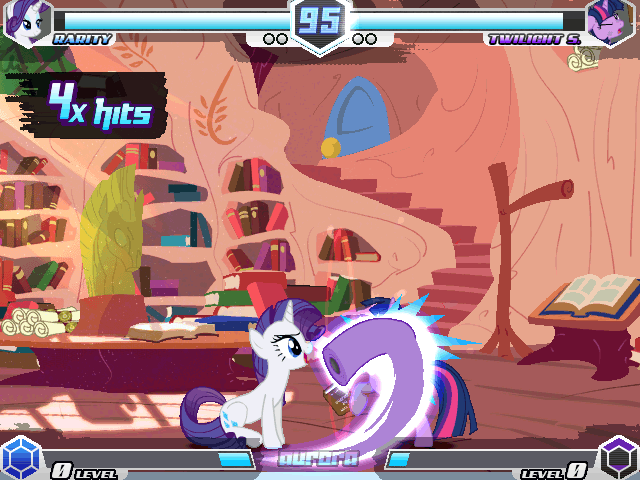 95
RARITY
TWILIGHT S.
4x hits
aurora
0 LEVEL
LEVEL 0